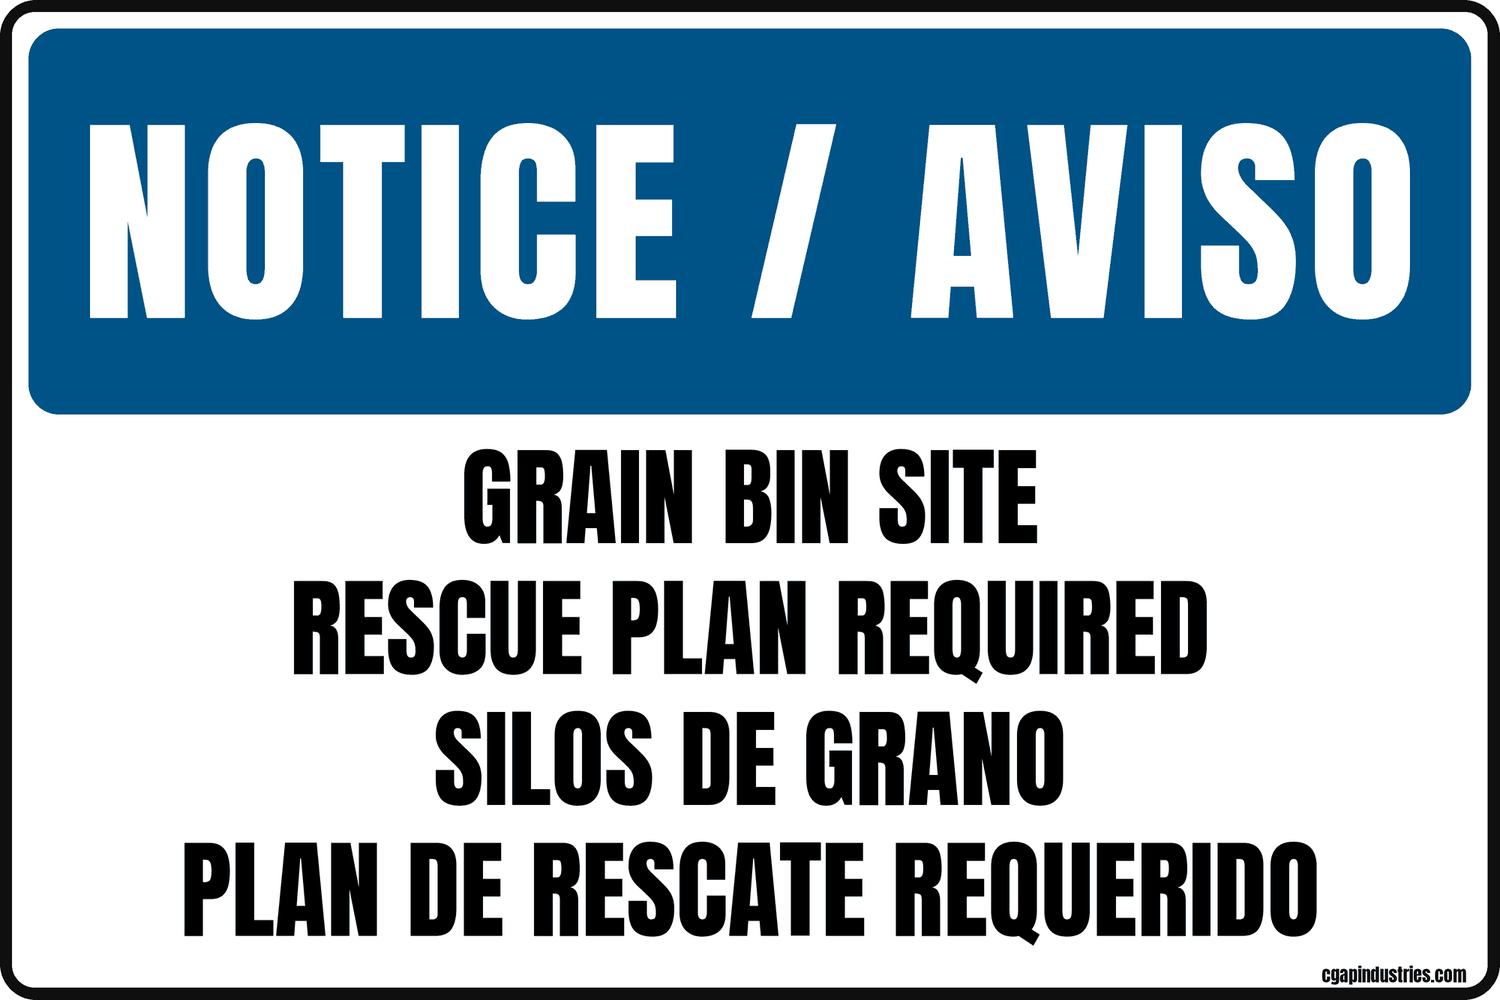 NOTICE / AVISO
GRAIN BIN SITE
RESCUE PLAN REQUIRED
SILOS DE GRANO
PLAN DE RESCATE REQUERIDO
cgapindustries.com